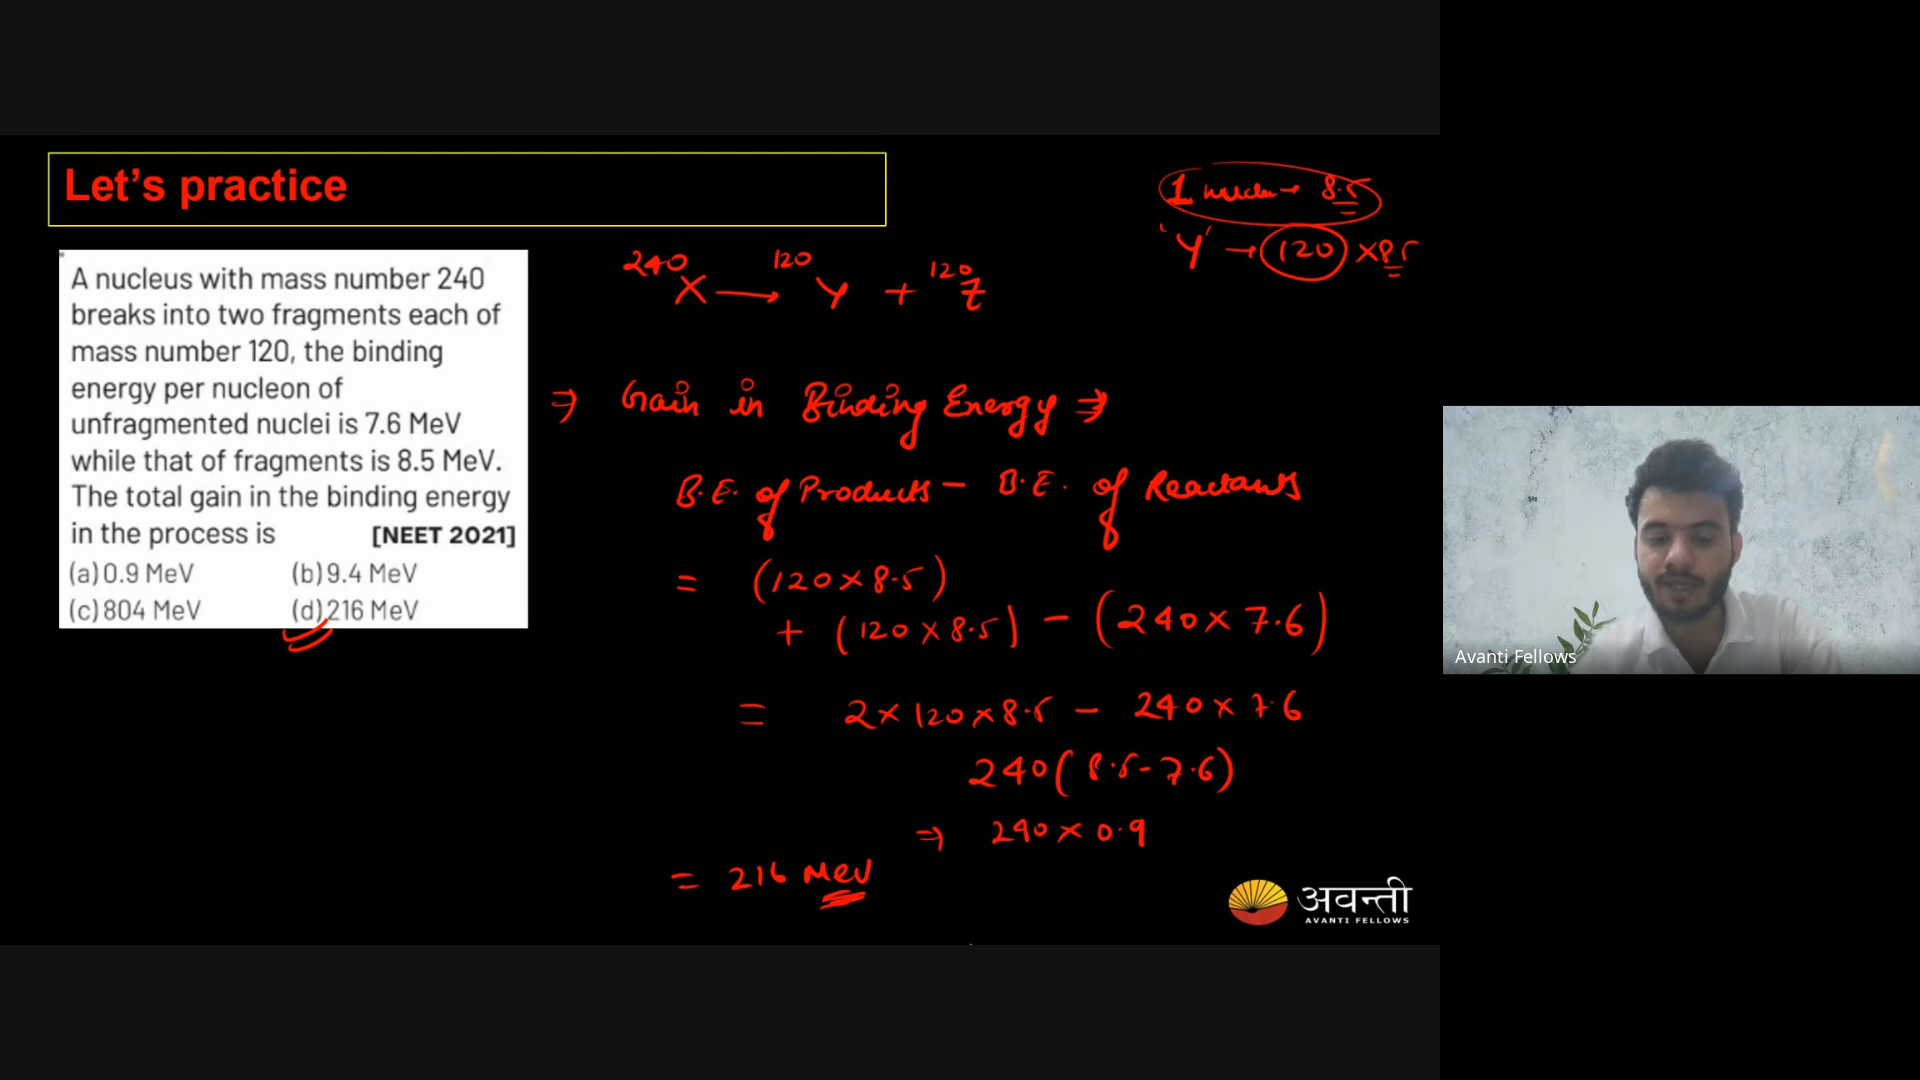 Let's practice
A nucleus with mass number 240
breaks into two fragments each of
mass number 120, the binding
energy per nucleon of
unfragmented nuclei is 7.6 MeV
while that of fragments is 8.5 MeV.
The total gain in the binding energy
in the process is [NEET 2021]
(a) 0.9 MeV (b) 9.4 MeV
(c) 804 MeV (d) 216 MeV
1 → 8.5
'Y' → 120 × 8.5
240X → 120Y + 120Z
⇒ Gain in Binding Energy ⇒
B.E. of Products – B.E. of Reactants
= (120 × 8.5)
+ (120 × 8.5) – (240 × 7.6)
= 2 × 120 × 8.5 – 240 × 7.6
240(8.5-7.6)
⇒ 240 × 0.9
= 216 MeV
अवन्ती
AVANTI FELLOWS
Avanti Fellows